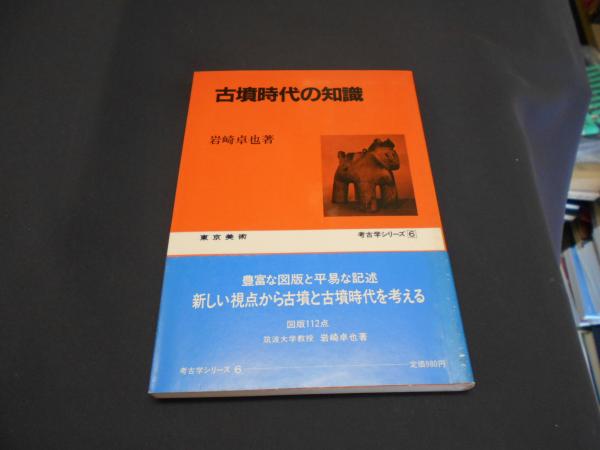 古墳時代の知識
岩崎卓也著
東京美術
考古学シリーズ 6
豊富な図版と平易な記述
新しい視点から古墳と古墳時代を考える
図版112点
筑波大学教授 岩崎卓也著
考古学シリーズ 6
定価980円